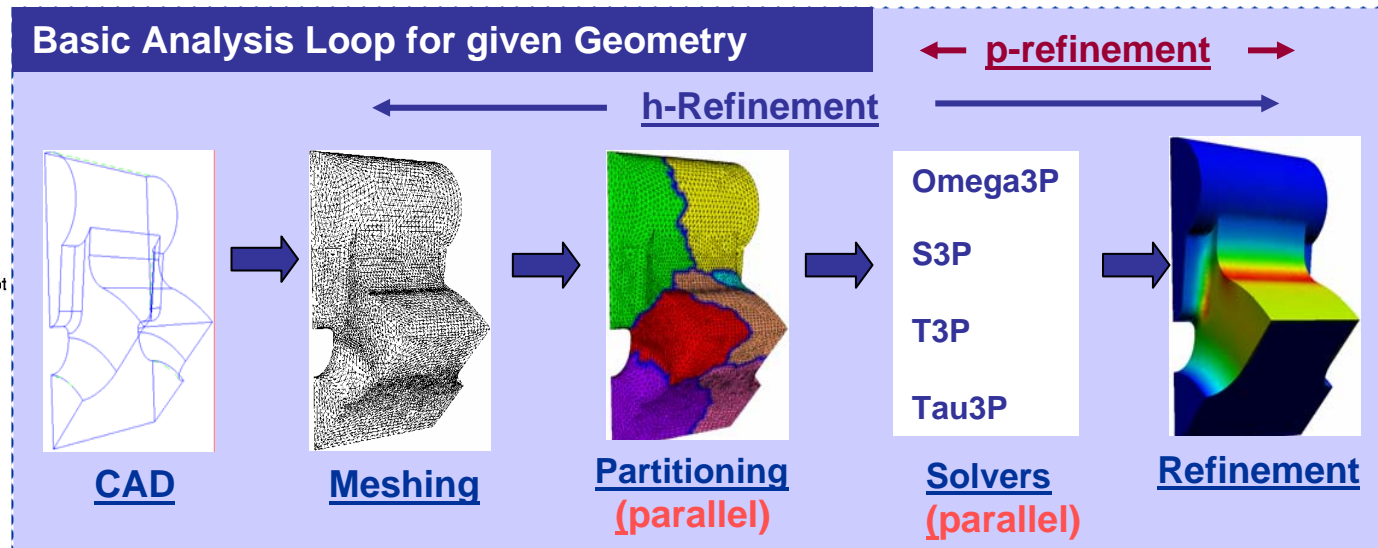 Basic Analysis Loop for given Geometry
p-refinement
h-Refinement
Omega3P
S3P
T3P
Tau3P
CAD
Meshing
Partitioning
(parallel)
Solvers
(parallel)
Refinement